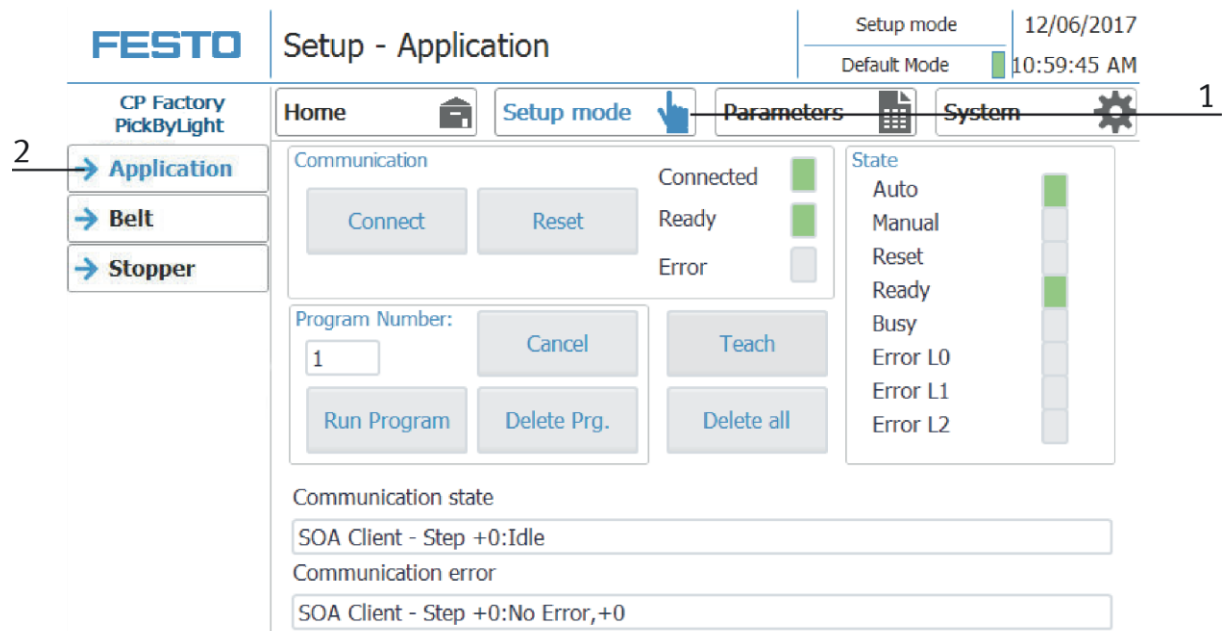 FESTO
Setup - Application
Setup mode
12/06/2017
Default Mode
10:59:45 AM
CP Factory
PickByLight
Home
Setup mode
Parameters
System
1
2
Application
Belt
Stopper
Communication
Connect
Reset
Connected
Ready
Error
Program Number:
1
Cancel
Teach
Run Program
Delete Prg.
Delete all
State
Auto
Manual
Reset
Ready
Busy
Error L0
Error L1
Error L2
Communication state
SOA Client - Step +0:Idle
Communication error
SOA Client - Step +0:No Error,+0